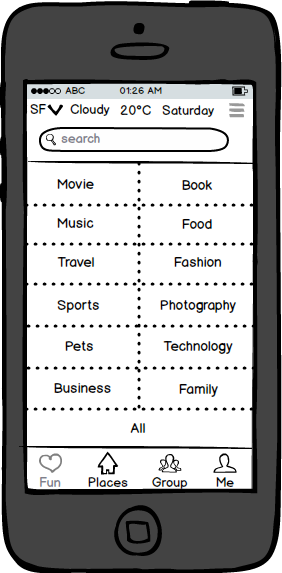 ABC 01:26 AM
SF Cloudy 20°C Saturday
search
Movie Book
Music Food
Travel Fashion
Sports Photography
Pets Technology
Business Family
All
Fun Places Group Me